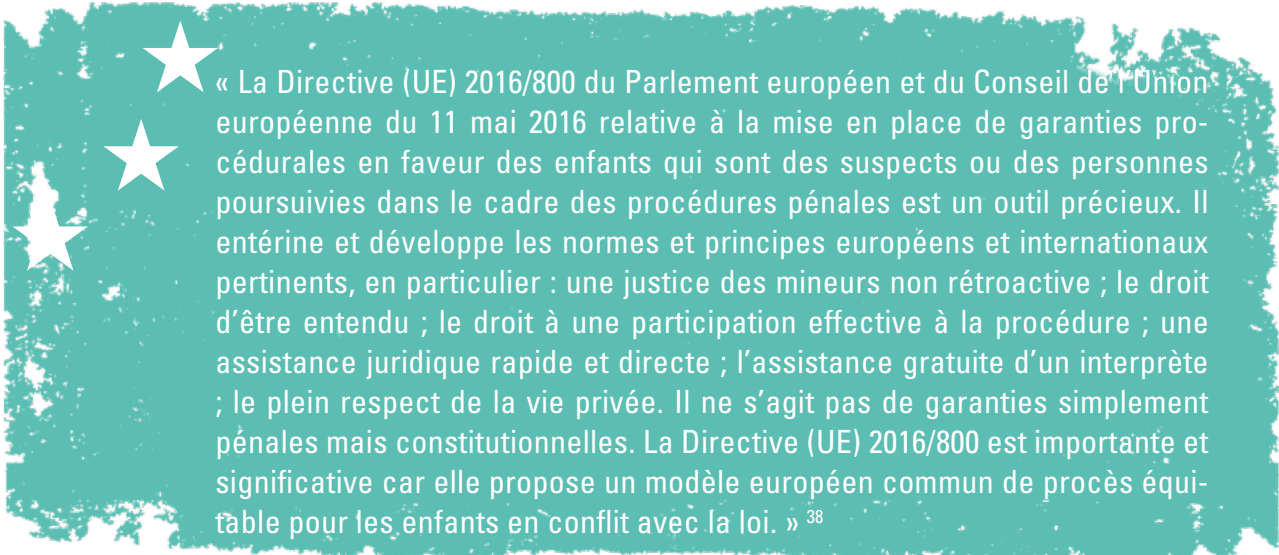 « La Directive (UE) 2016/800 du Parlement européen et du Conseil de l'Union
européenne du 11 mai 2016 relative à la mise en place de garanties pro-
cédurales en faveur des enfants qui sont des suspects ou des personnes
poursuivies dans le cadre des procédures pénales est un outil précieux. Il
entérine et développe les normes et principes européens et internationaux
pertinents, en particulier : une justice des mineurs non rétroactive ; le droit
d’être entendu ; le droit à une participation effective à la procédure ; une
assistance juridique rapide et directe ; l’assistance gratuite d’un interprète
; le plein respect de la vie privée. Il ne s’agit pas de garanties simplement
pénales mais constitutionnelles. La Directive (UE) 2016/800 est importante et
significative car elle propose un modèle européen commun de procès équi-
table pour les enfants en conflit avec la loi. » 38